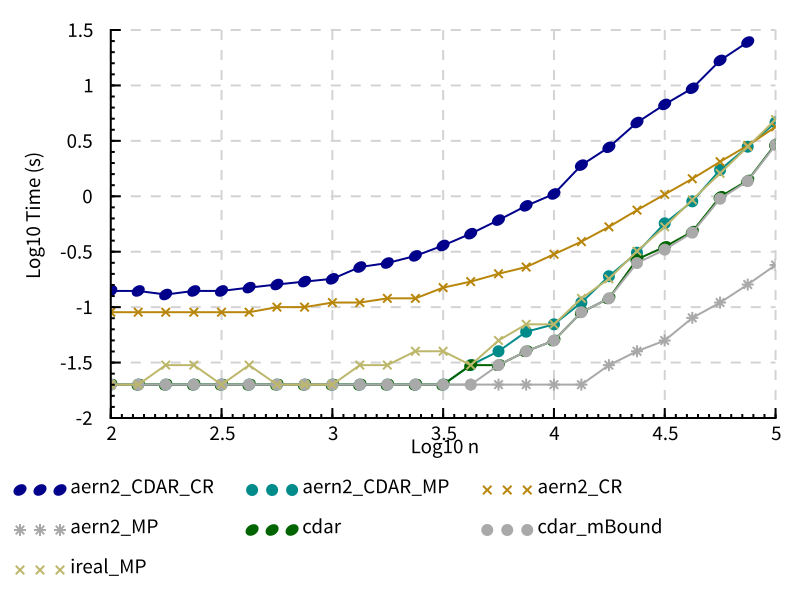 1.5
1
0.5
0
-0.5
-1
-1.5
-2
Log10 Time (s)
2 2.5 3 3.5 4 4.5 5
Log10 n
aern2_CDAR_CR aern2_CDAR_MP aern2_CR
aern2_MP cdar cdar_mBound
ireal_MP